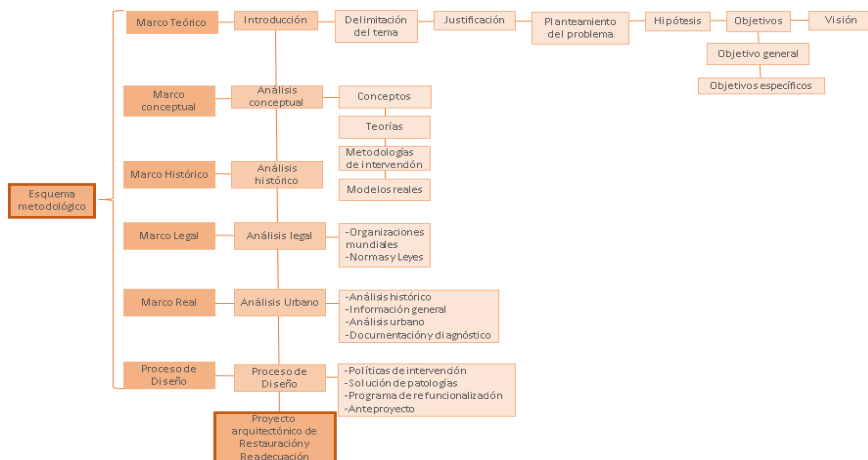 Marco Teórico
Introducción
Delimitación
del tema
Justificación
Planteamiento
del problema
Hipótesis
Objetivos
Visión
Objetivo general
Objetivos específicos
Marco
conceptual
Análisis
conceptual
Conceptos
Teorías
Metodologías
de intervención
Modelos reales
Marco Histórico
Análisis
histórico
Esquema
metodológico
Marco Legal
Análisis legal
-Organizaciones
mundiales
-Normas y Leyes
Marco Real
Análisis Urbano
-Análisis histórico
-Información general
-Análisis urbano
-Documentación y diagnóstico
Proceso de
Diseño
Proceso de
Diseño
-Políticas de intervención
-Solución de patologías
-Programa de refuncionalización
-Anteproyecto
Proyecto
arquitectónico de
Restauración y
Readecuación